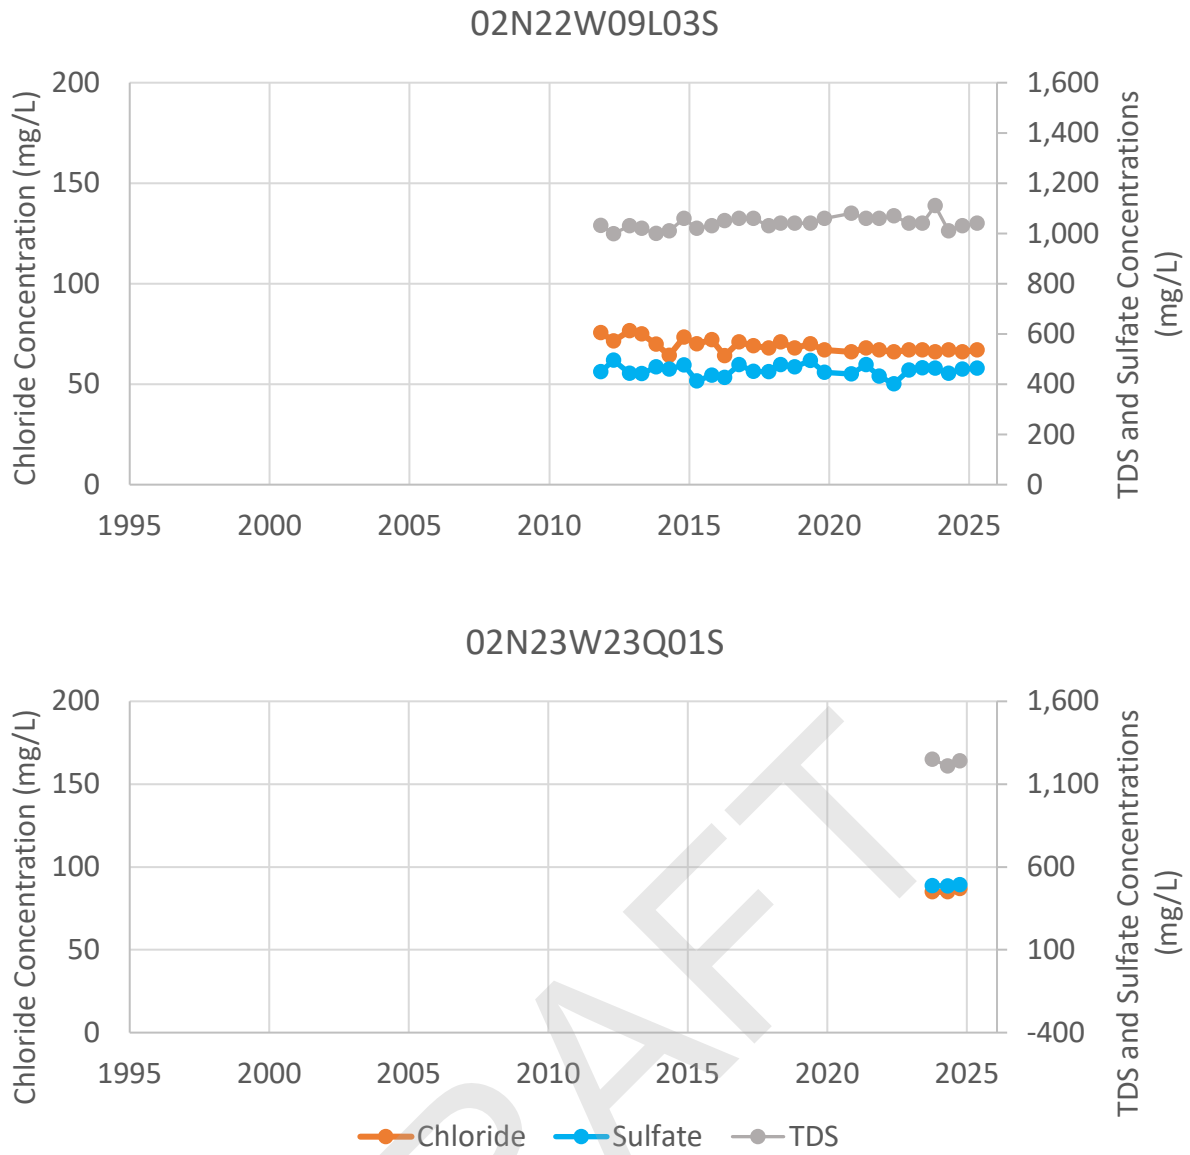 02N22W09L03S
Chloride Concentration (mg/L)
200
150
100
50
0
1,600
1,400
1,200
1,000
800
600
400
200
0
TDS and Sulfate Concentrations
(mg/L)
1995 2000 2005 2010 2015 2020 2025
02N23W23Q01S
Chloride Concentration (mg/L)
200
150
100
50
0
1,600
1,100
600
100
-400
TDS and Sulfate Concentrations
(mg/L)
1995 2000 2005 2010 2015 2020 2025
Chloride Sulfate TDS
DRAFT